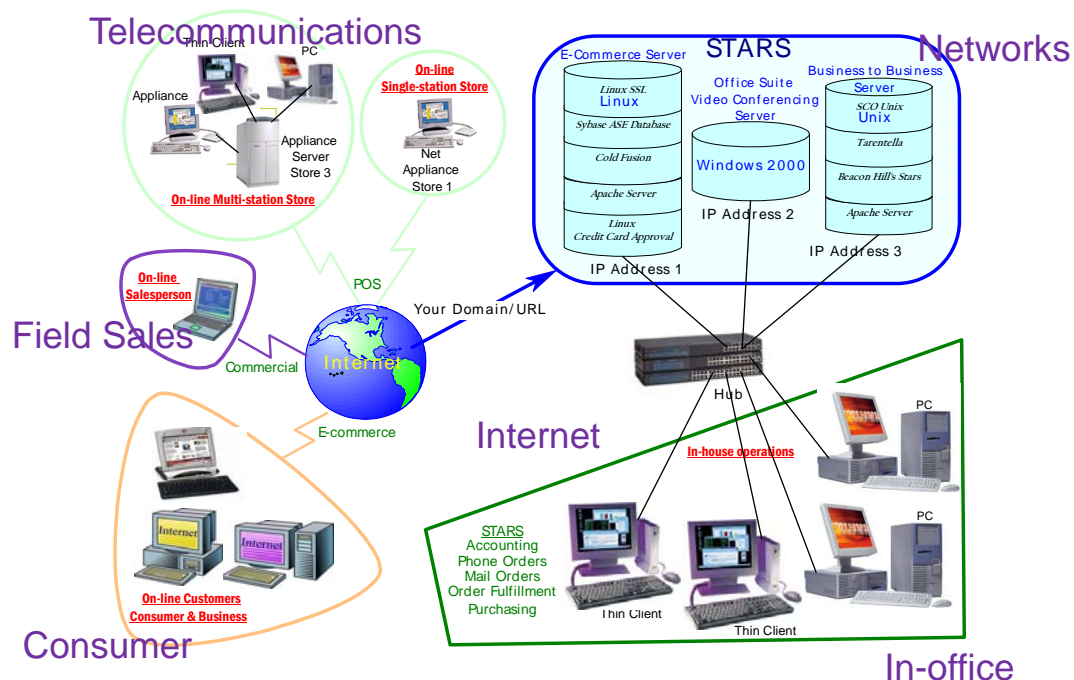 Telecommunications
Thin Client
PC
Appliance
Appliance
Server
Store 3
On-line Multi-station Store
On-line
Single-station Store
Net
Appliance
Store 1
STARS
Networks
E-Commerce Server
Linux SSL
Linux
Sybase ASE Database
Cold Fusion
Apache Server
Linux
Credit Card Approval
IP Address 1
Office Suite
Video Conferencing
Server
Windows 2000
IP Address 2
Business to Business
Server
SCO Unix
Unix
Tarentella
Beacon Hill's Stars
Apache Server
IP Address 3
POS
On-line
Salesperson
Field Sales
Commercial
Internet
Your Domain/URL
E-commerce
Hub
Internet
In-house operations
PC
PC
STARS
Accounting
Phone Orders
Mail Orders
Order Fulfillment
Purchasing
Thin Client
Thin Client
In-office
Internet
Internet
On-line Customers
Consumer & Business
Consumer